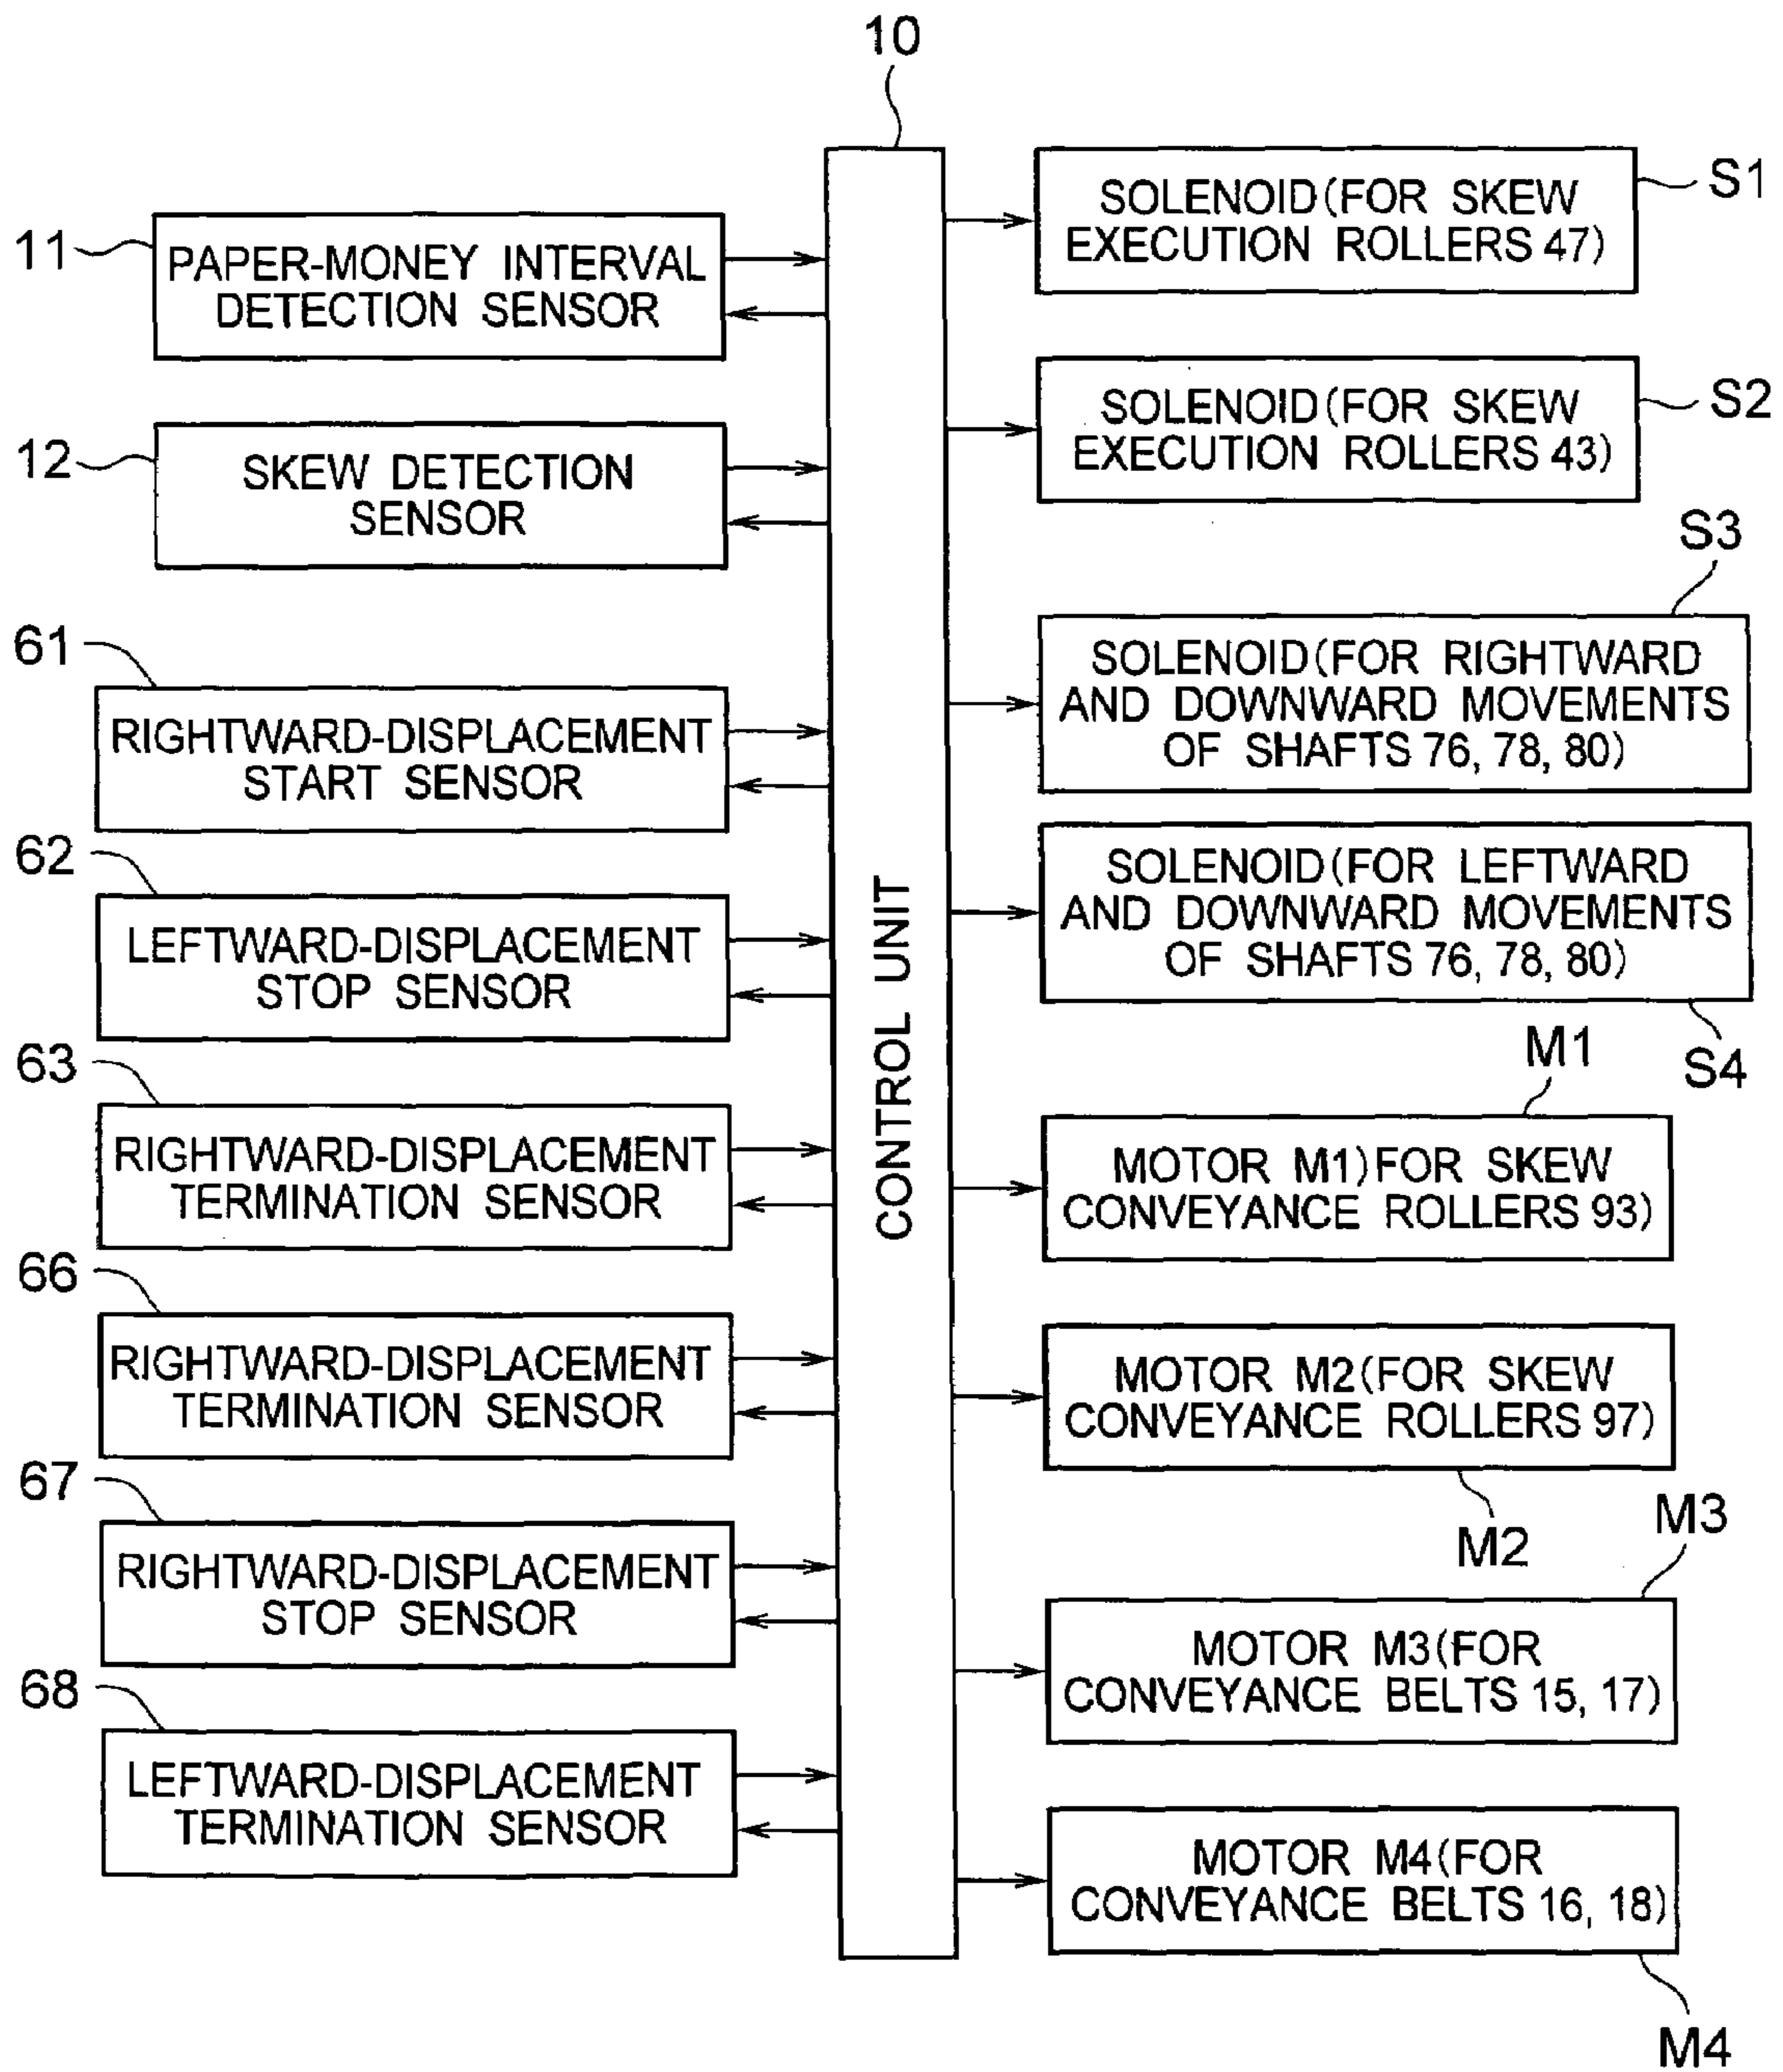 10
11
PAPER-MONEY INTERVAL
DETECTION SENSOR
12
SKEW DETECTION
SENSOR
61
RIGHTWARD-DISPLACEMENT
START SENSOR
62
LEFTWARD-DISPLACEMENT
STOP SENSOR
63
RIGHTWARD-DISPLACEMENT
TERMINATION SENSOR
66
RIGHTWARD-DISPLACEMENT
TERMINATION SENSOR
67
RIGHTWARD-DISPLACEMENT
STOP SENSOR
68
LEFTWARD-DISPLACEMENT
TERMINATION SENSOR
CONTROL UNIT
S1
SOLENOID(FOR SKEW
EXECUTION ROLLERS 47)
S2
SOLENOID(FOR SKEW
EXECUTION ROLLERS 43)
S3
SOLENOID(FOR RIGHTWARD
AND DOWNWARD MOVEMENTS
OF SHAFTS 76, 78, 80)
SOLENOID(FOR LEFTWARD
AND DOWNWARD MOVEMENTS
OF SHAFTS 76, 78, 80)
S4
M1
MOTOR M1)FOR SKEW
CONVEYANCE ROLLERS 93)
MOTOR M2(FOR SKEW
CONVEYANCE ROLLERS 97)
M2
M3
MOTOR M3(FOR
CONVEYANCE BELTS 15, 17)
MOTOR M4(FOR
CONVEYANCE BELTS 16, 18)
M4